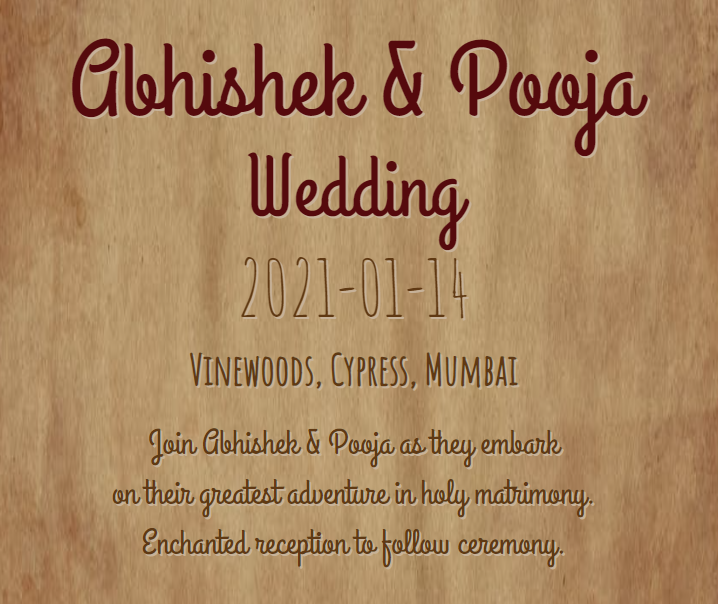 Abhishek & Pooja
Wedding
2021-01-14
Vinewoods, Cypress, Mumbai
Join Abhishek & Pooja as they embark
on their greatest adventure in holy matrimony.
Enchanted reception to follow ceremony.